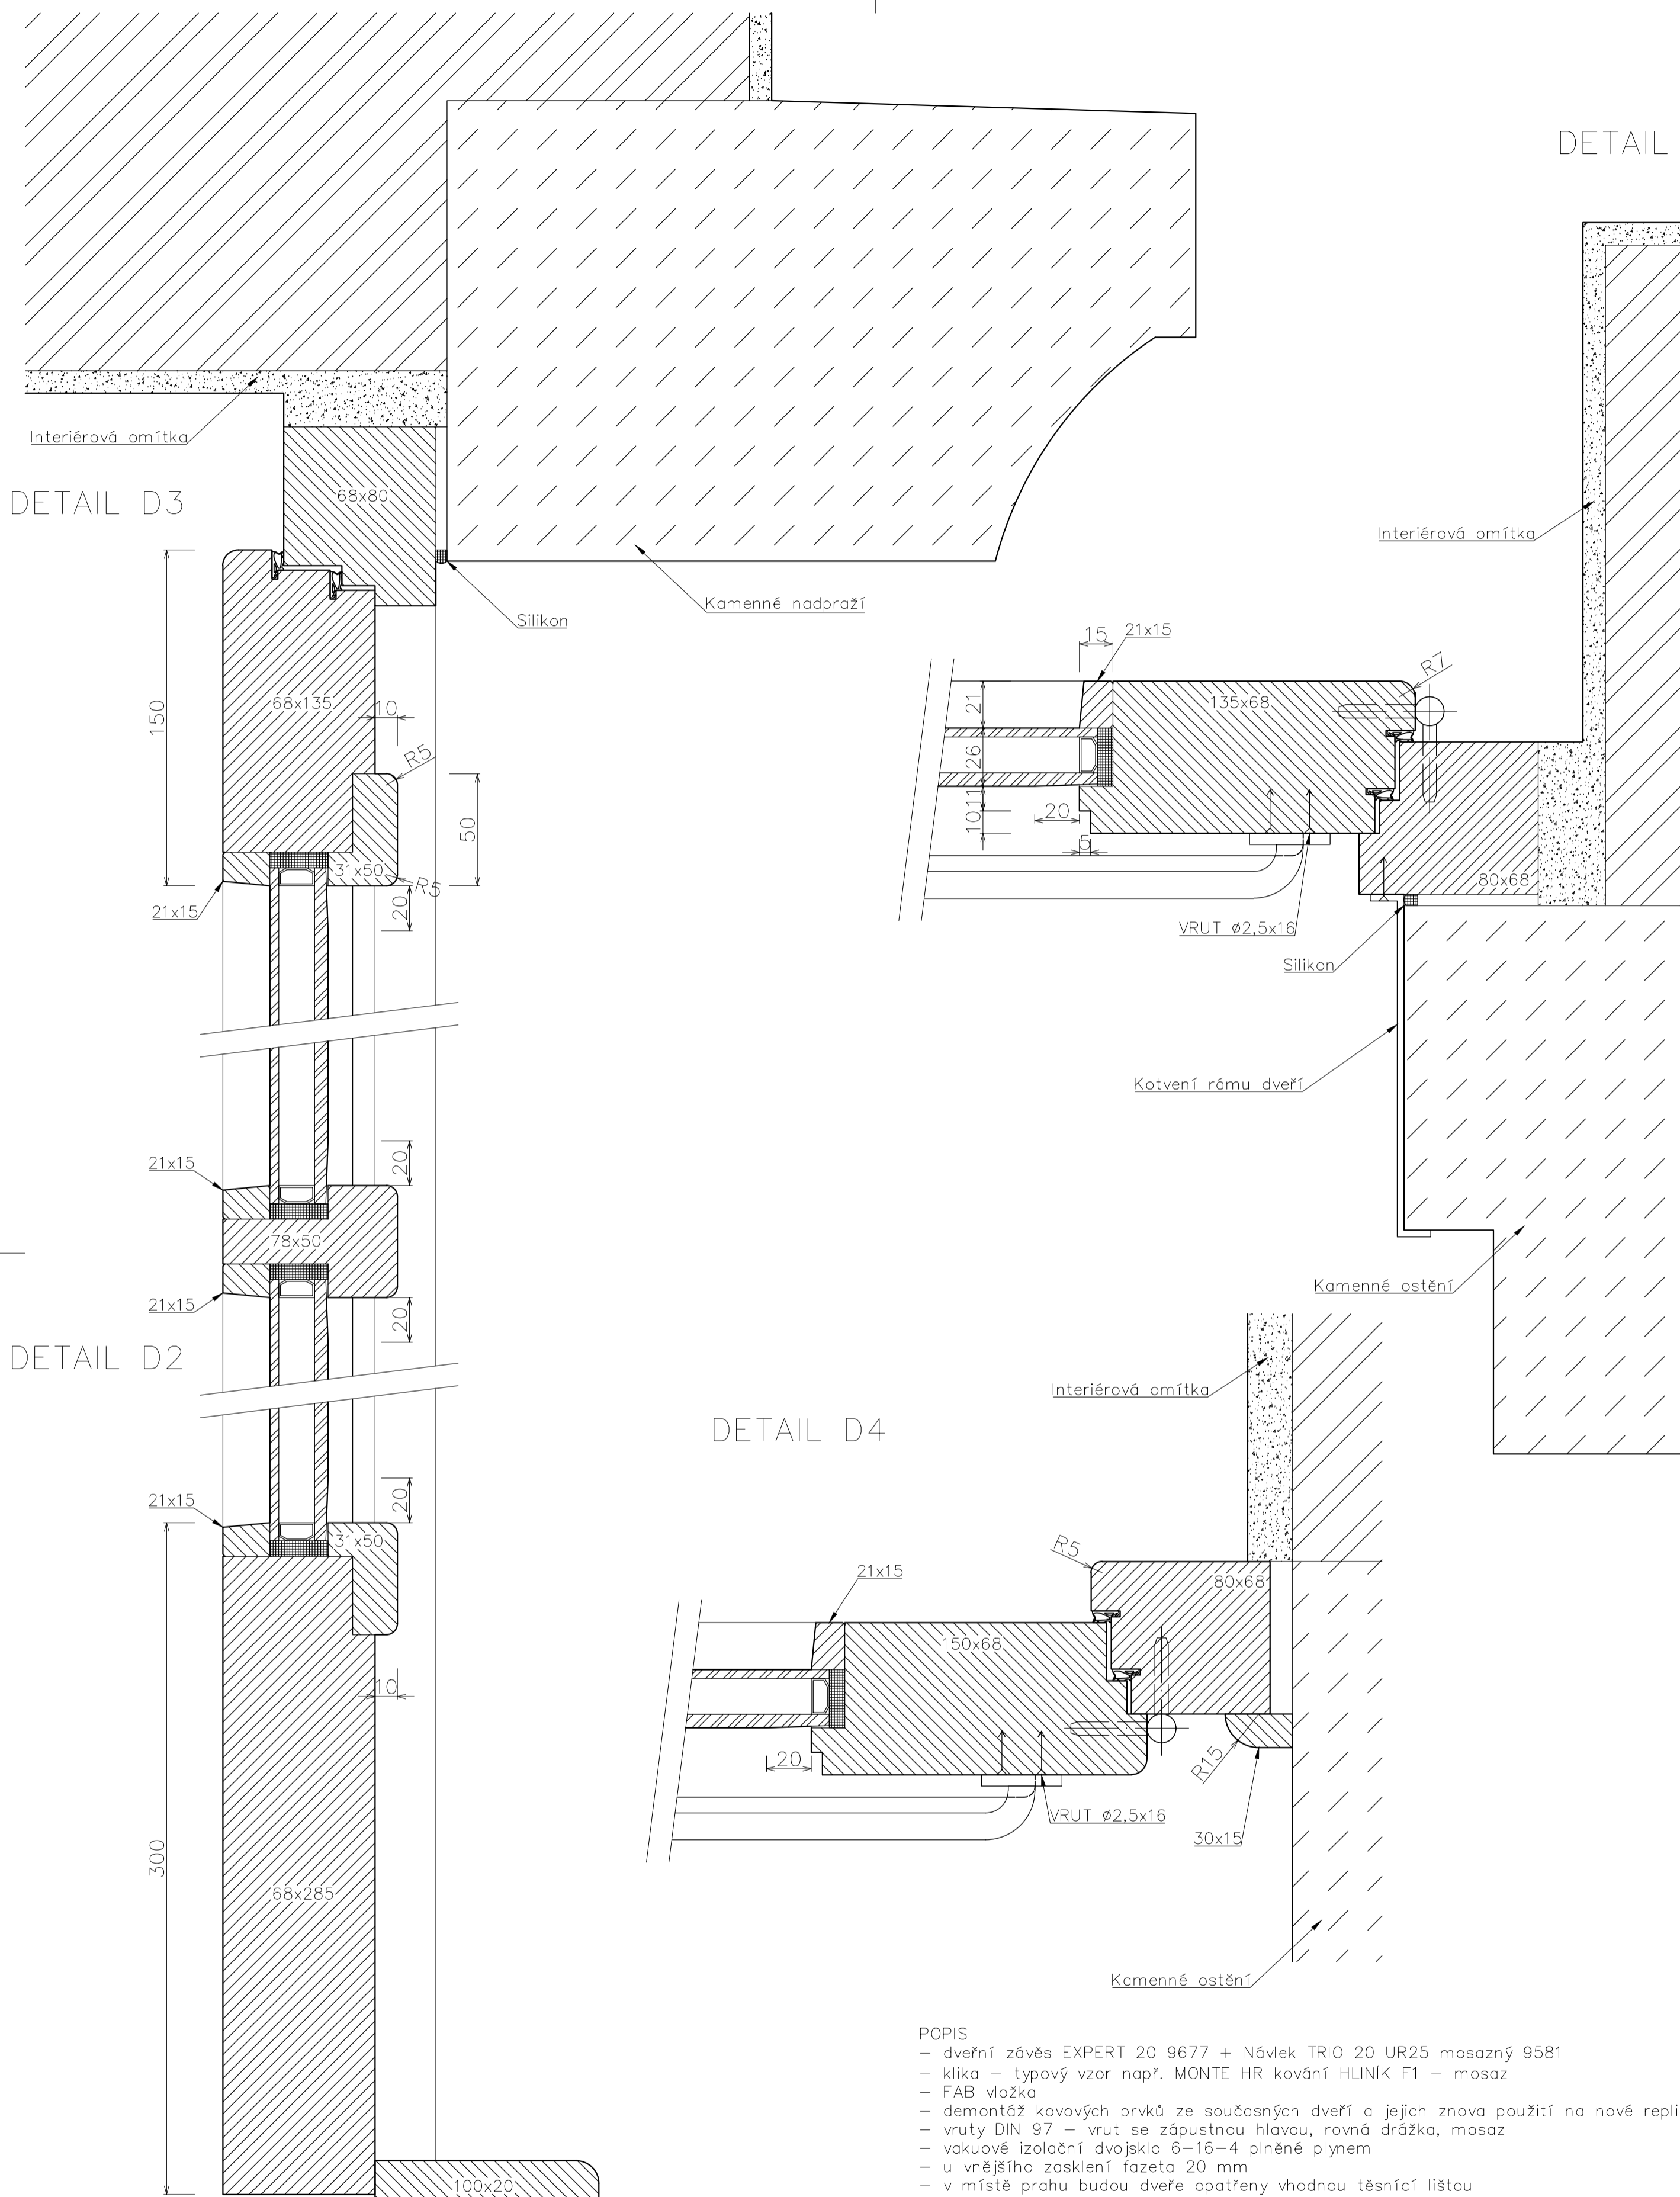 DETAIL
Interiérová omítka
68x80
DETAIL D3
Interiérová omítka
Kamenné nadpraží
Silikon
15
21x15
R7
150
68x135
10
R5
50
31x50
R5
20
21x15
21
26
11
10
20
5
135x68
80x68
VRUT ø2,5x16
Silikon
Kotvení rámu dveří
Kamenné ostění
21x15
20
78x50
21x15
20
DETAIL D2
DETAIL D4
Interiérová omítka
21x15
20
31x50
R5
80x68
21x15
150x68
10
20
R15
VRUT ø2,5x16
30x15
300
68x285
Kamenné ostění
100x20
POPIS
– dveřní závěs EXPERT 20 9677 + Návlek TRIO 20 UR25 mosazný 9581
– klika – typový vzor např. MONTE HR kování HLINÍK F1 – mosaz
– FAB vložka
– demontáž kovových prvků ze současných dveří a jejich znova použití na nové repli
– vruty DIN 97 – vrut se zápustnou hlavou, rovná drážka, mosaz
– vakuové izolační dvojsklo 6–16–4 plněné plynem
– u vnějšího zasklení fazeta 20 mm
– v místě prahu budou dveře opatřeny vhodnou těsnící lištou